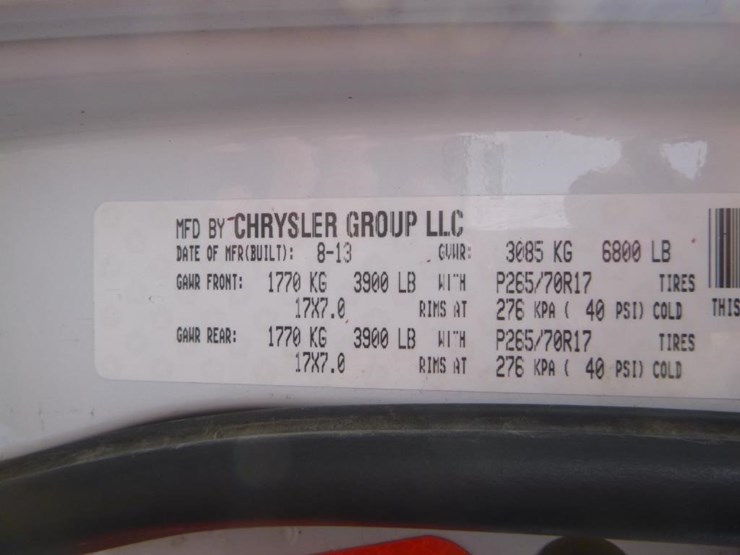 MFD BY CHRYSLER GROUP LLC
DATE OF MFR(BUILT): 8-13 GVWR: 3085 KG 6800 LB
GAWR FRONT: 1770 KG 3900 LB WITH P265/70R17 TIRES
17X7.0 RIMS AT 276 KPA ( 40 PSI) COLD
GAWR REAR: 1770 KG 3900 LB WITH P265/70R17 TIRES
17X7.0 RIMS AT 276 KPA ( 40 PSI) COLD
THIS